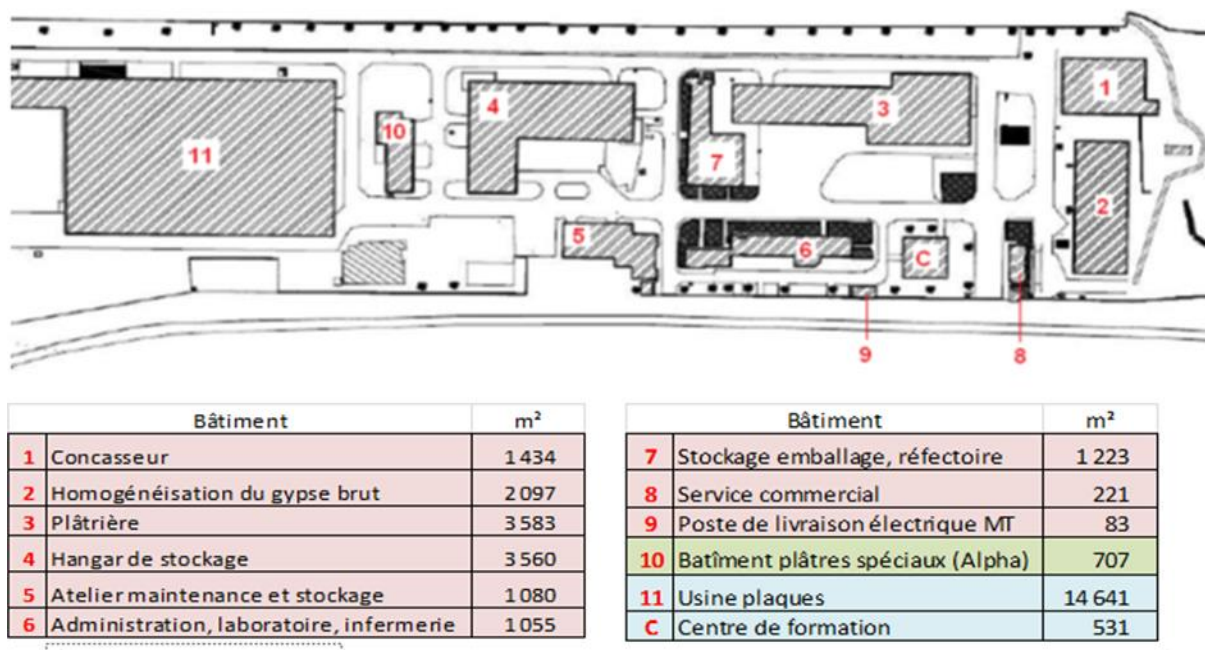 1
4
3
10
11
7
2
5
6
C
9
8
Bâtiment m²
1 Concasseur 1 434
2 Homogénéisation du gypse brut 2 097
3 Plâtrière 3 583
4 Hangar de stockage 3 560
5 Atelier maintenance et stockage 1 080
6 Administration, laboratoire, infermerie 1 055
Bâtiment m²
7 Stockage emballage, réfectoire 1 223
8 Service commercial 221
9 Poste de livraison électrique MT 83
10 Batîment plâtres spéciaux (Alpha) 707
11 Usine plaques 14 641
C Centre de formation 531